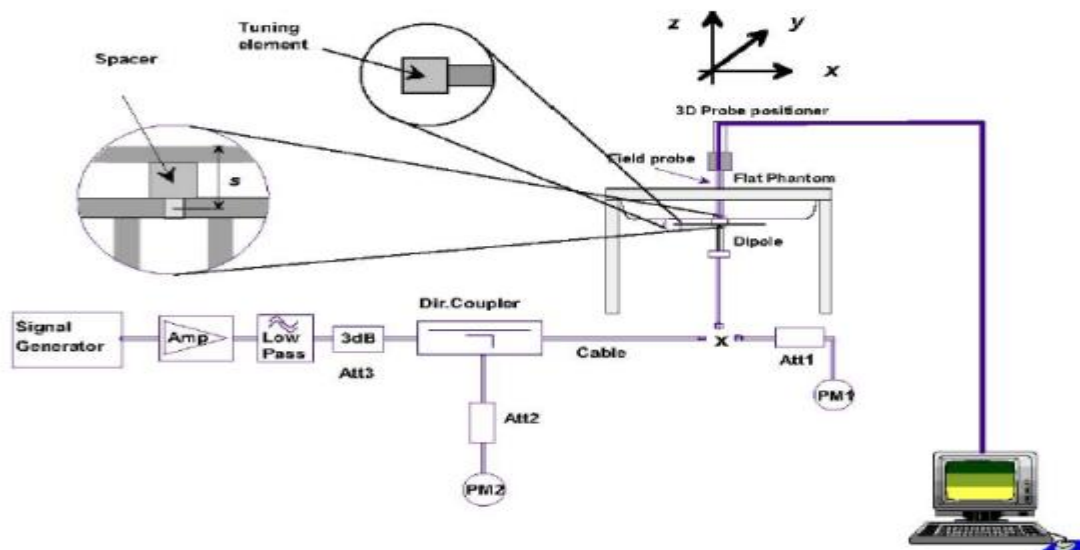 Tuning
element
Spacer
z
y
x
3D Probe positioner
Field probe
Flat Phantom
s
Dipole
Dir.Coupler
Signal
Generator
Amp
Low
Pass
3dB
Att3
Cable
x
Att1
PM1
Att2
PM2